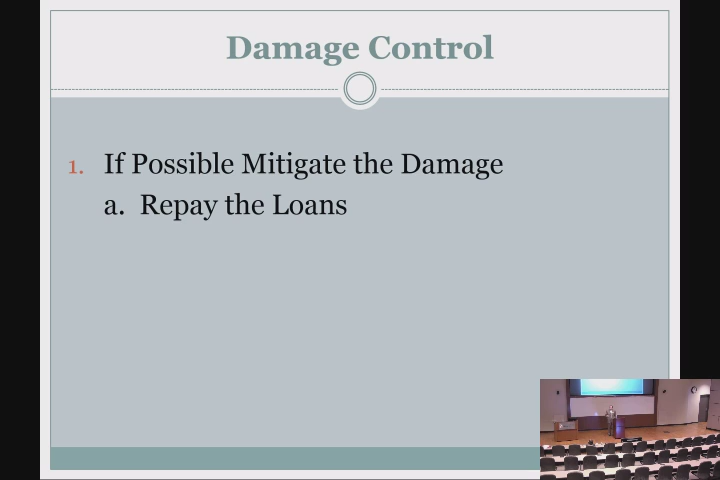 Damage Control
1. If Possible Mitigate the Damage
a. Repay the Loans